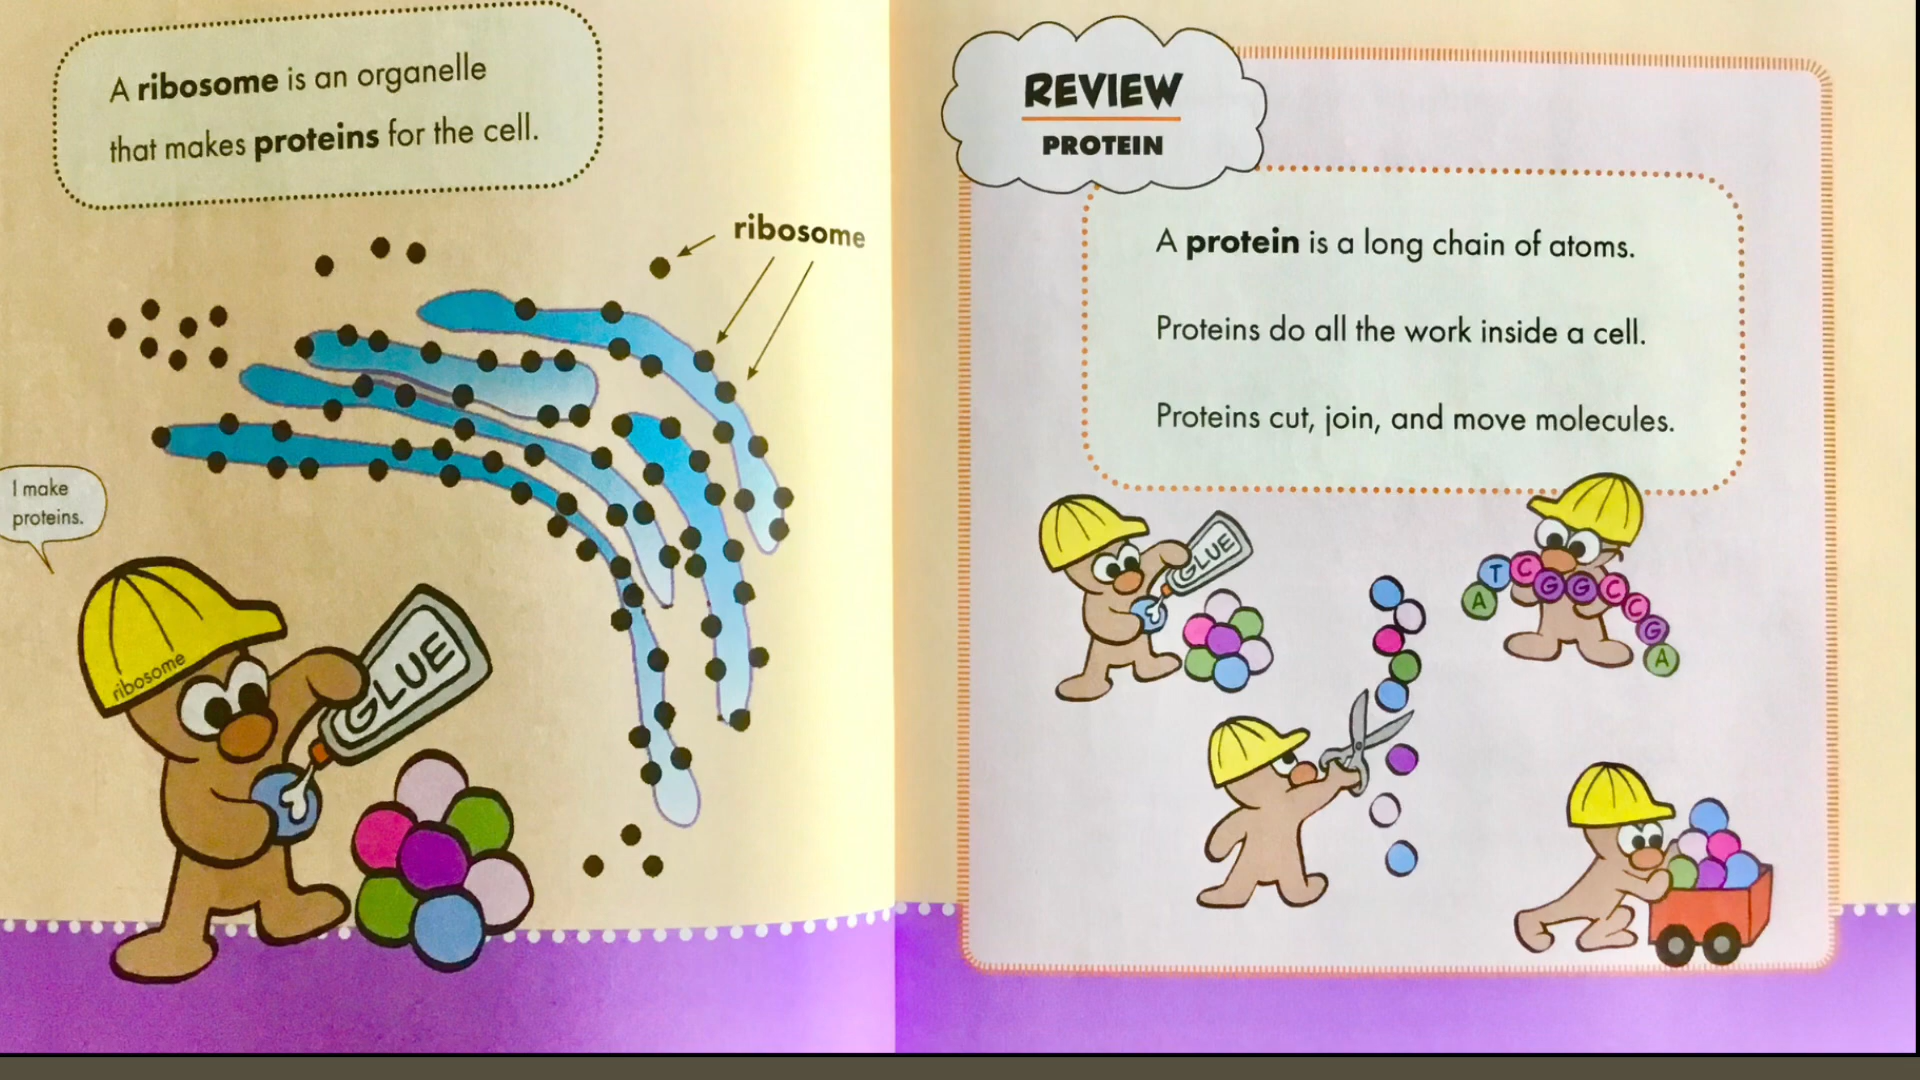 A ribosome is an organelle
that makes proteins for the cell.
ribosome
I make
proteins.
ribosome
GLUE
REVIEW
PROTEIN
A protein is a long chain of atoms.
Proteins do all the work inside a cell.
Proteins cut, join, and move molecules.
GLUE
A T C G G C C G A